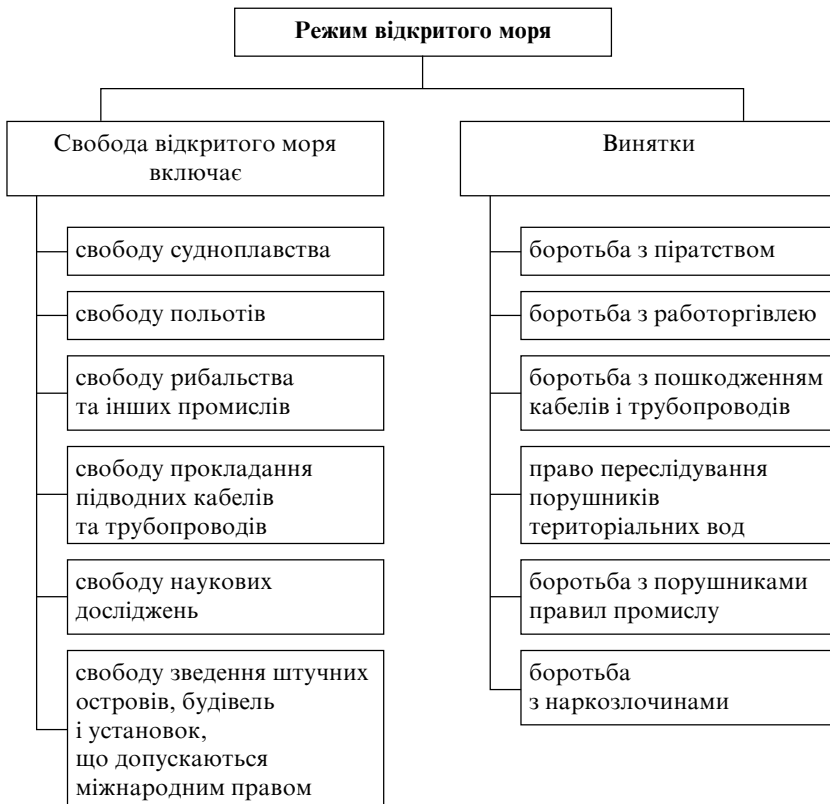 Режим відкритого моря
Свобода відкритого моря
включає
свободу судноплавства
свободу польотів
свободу рибальства
та інших промислів
свободу прокладання
підводних кабелів
та трубопроводів
свободу наукових
досліджень
свободу зведення штучних
островів, будівель
і установок,
що допускаються
міжнародним правом
Винятки
боротьба з піратством
боротьба з работоргівлею
боротьба з пошкодженням
кабелів і трубопроводів
право переслідування
порушників
територіальних вод
боротьба з порушниками
правил промислу
боротьба
з наркозлочинами